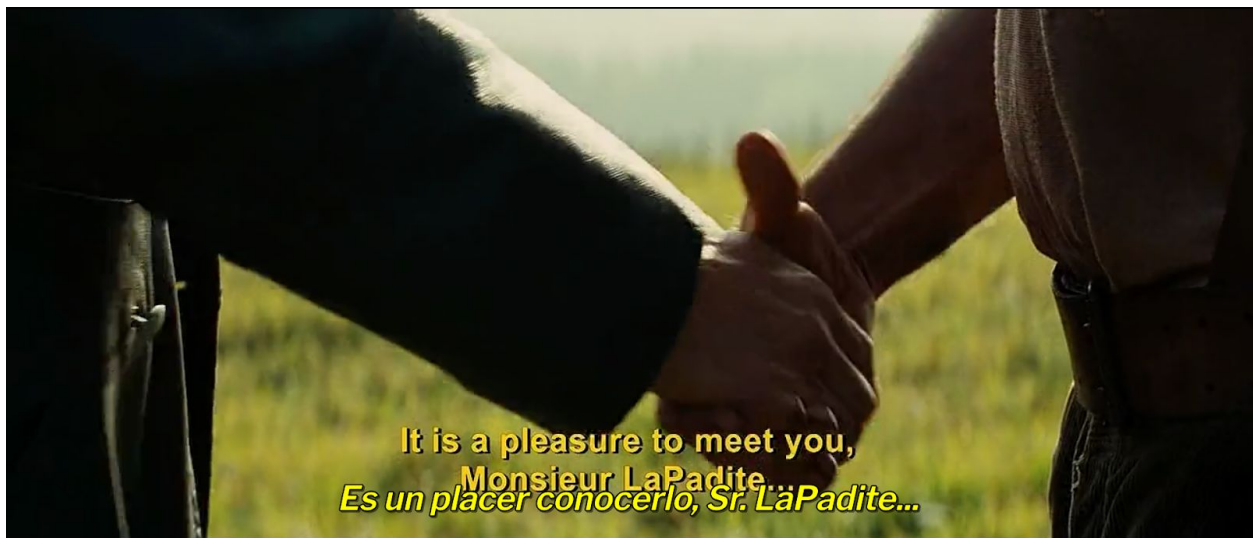 It is a pleasure to meet you,
Monsieur LaPadite...
Es un placer conocerlo, Sr. LaPadite...